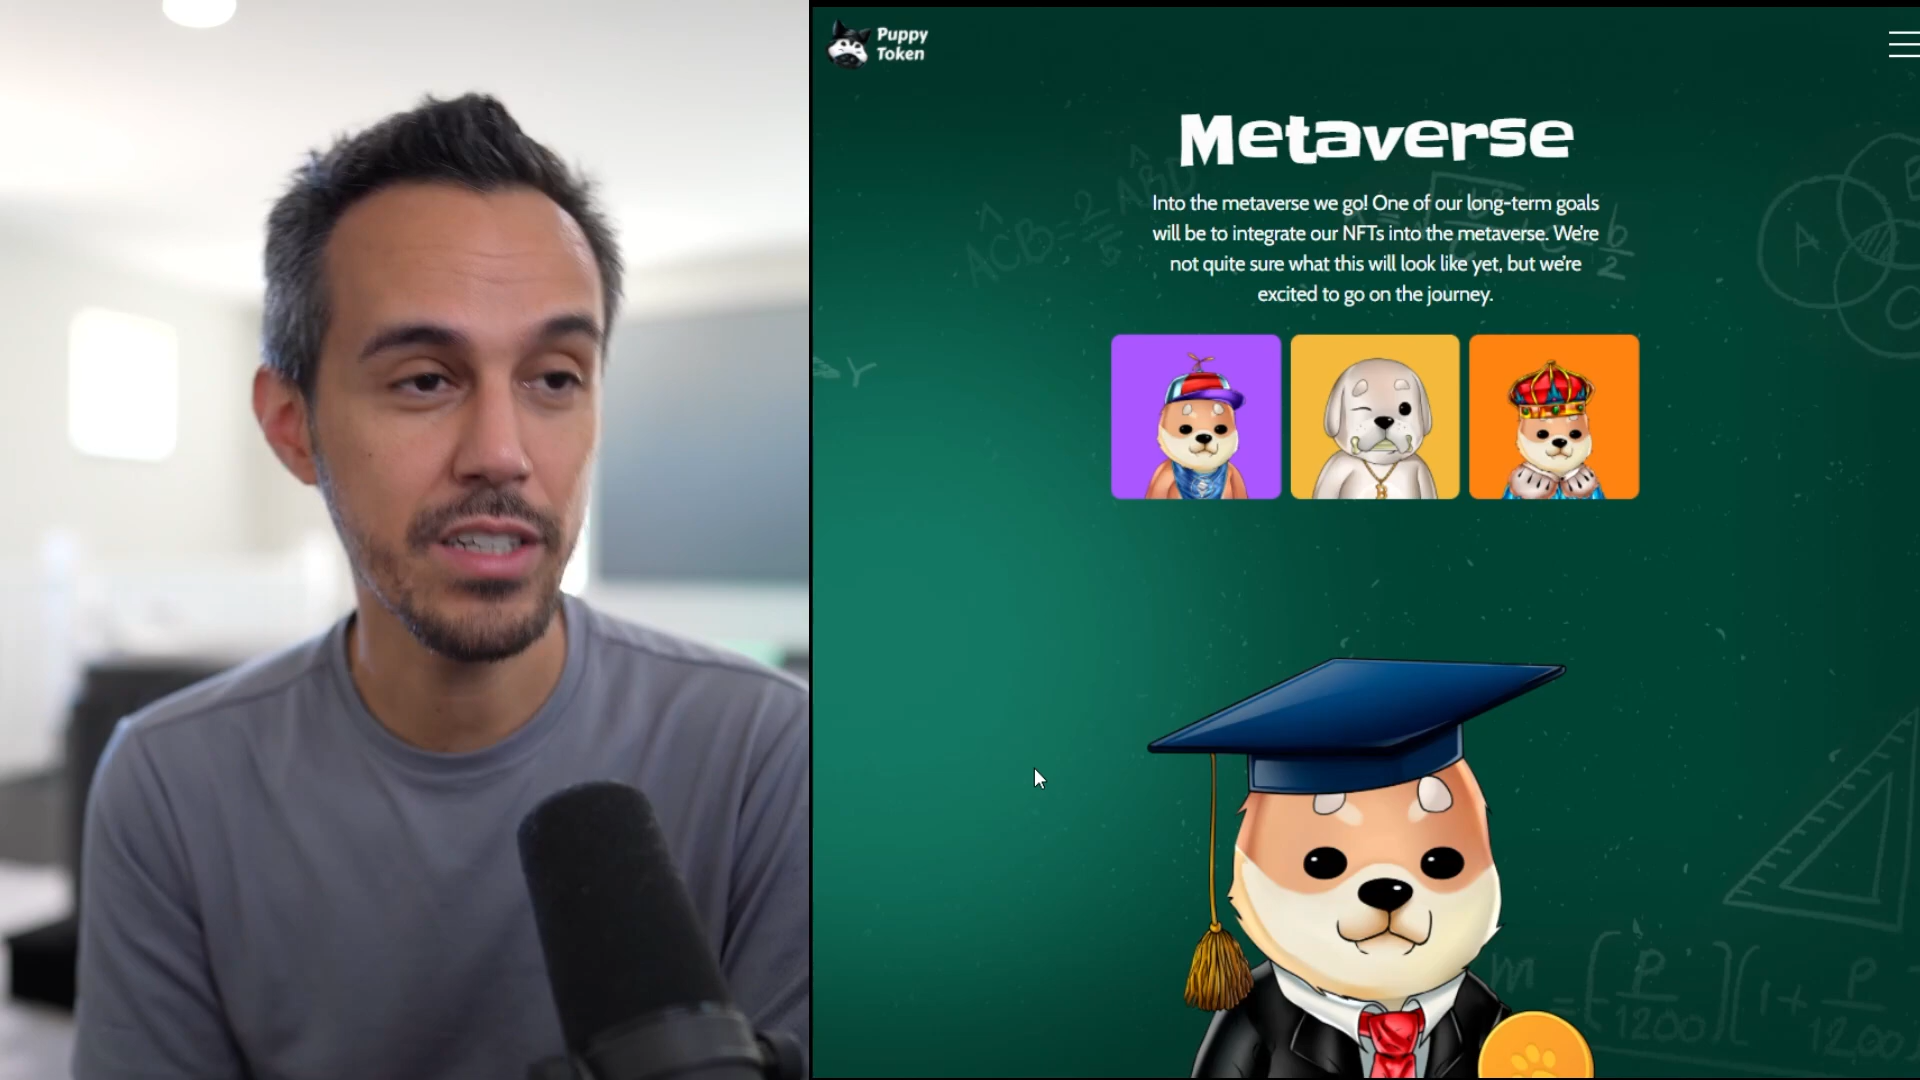 Puppy
Token
Metaverse
Into the metaverse we go! One of our long-term goals
will be to integrate our NFTs into the metaverse. We're
not quite sure what this will look like yet, but we're
excited to go on the journey.